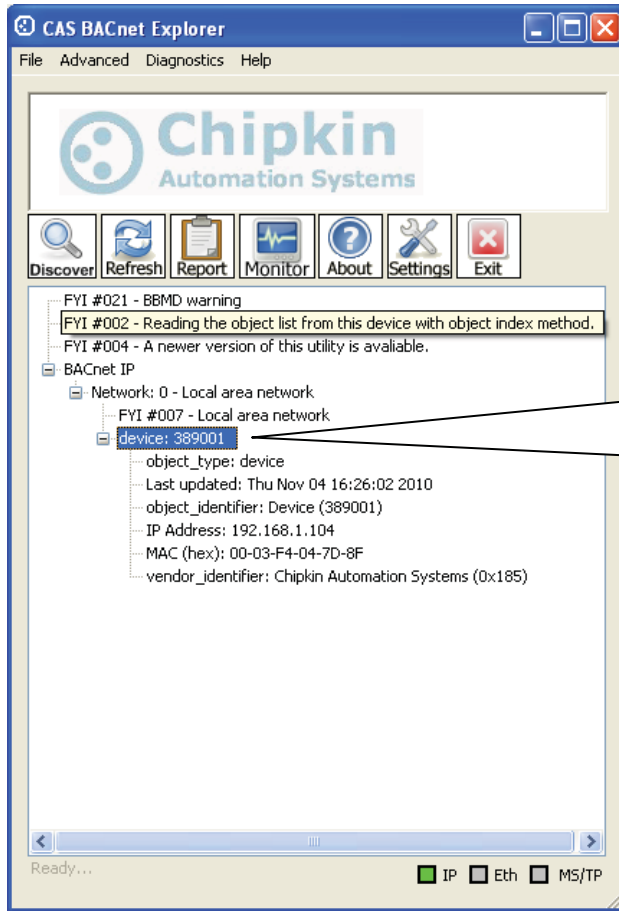 CAS BACnet Explorer
File Advanced Diagnostics Help
Chipkin
Automation Systems
Discover Refresh Report Monitor About Settings Exit
FYI #021 - BBMD warning
FYI #002 - Reading the object list from this device with object index method.
FYI #004 - A newer version of this utility is avaliable.
BACnet IP
Network: 0 - Local area network
FYI #007 - Local area network
device: 389001
object_type: device
Last updated: Thu Nov 04 16:26:02 2010
object_identifier: Device (389001)
IP Address: 192.168.1.104
MAC (hex): 00-03-F4-04-7D-8F
vendor_identifier: Chipkin Automation Systems (0x185)
Ready...
IP Eth MS/TP